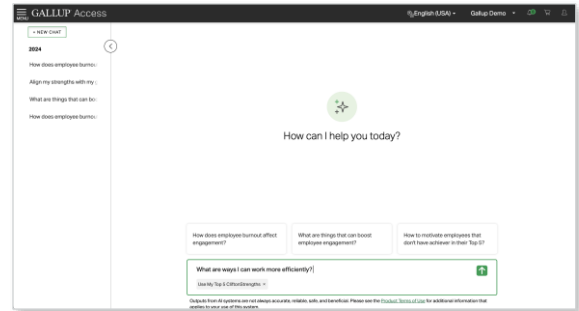 MENU
GALLUP Access
English (USA)
Gallup Demo
+ NEW CHAT
2024
How does employee burnou
Align my strengths with my
What are things that can bo
How does employee burnou
How can I help you today?
How does employee burnout affect
engagement?
What are things that can boost
employee engagement?
How to motivate employees that
don't have achiever in their Top 5?
What are ways I can work more efficiently?
Use My Top 5 CliftonStrengths ×
Outputs from AI systems are not always accurate, reliable, safe, and beneficial. Please see the Product Terms of Use for additional information that
applies to your use of this system.